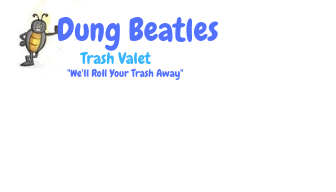 Dung Beatles
Trash Valet
"We'll Roll Your Trash Away"